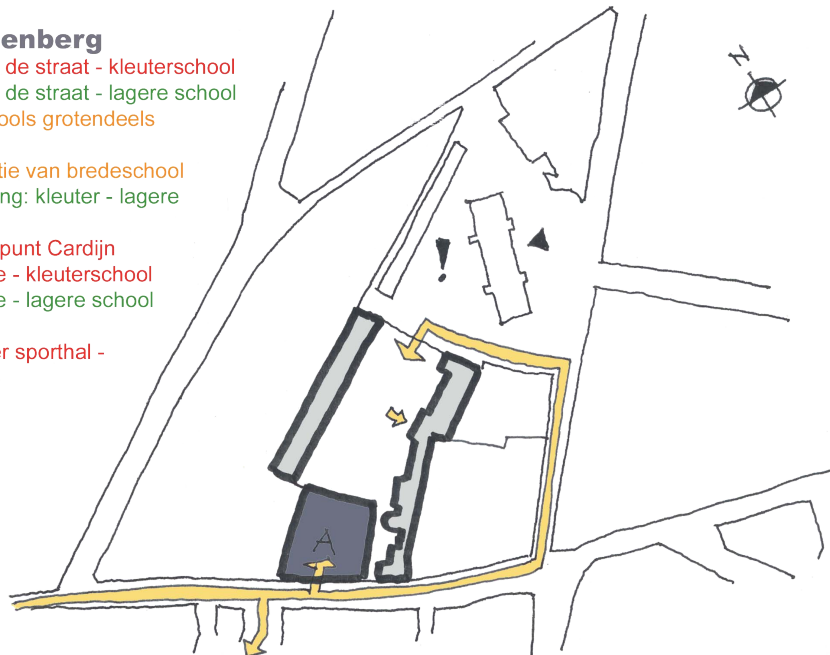 enberg
de straat - kleuterschool
de straat - lagere school
ools grotendeels
tie van bredeschool
ng: kleuter - lagere
punt Cardijn
e - kleuterschool
e - lagere school
er sporthal -
N
!
A